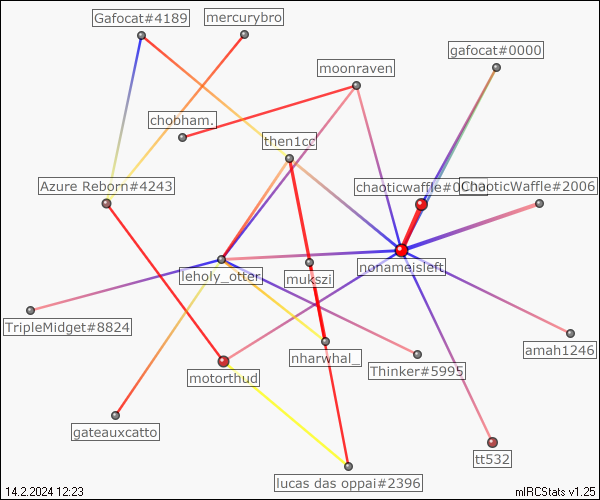 Gafocat#4189
mercurybro
gafocat#0000
moonraven
chobham.
then1cc
Azure Reborn#4243
chaoticwaffle#0
ChaoticWaffle#2006
nonameisleft
leholy_otter
mukszi
TripleMidget#8824
nharwhal_
amah1246
Thinker#5995
motorthud
gateauxcatto
tt532
lucas das oppai#2396
14.2.2024 12:23
mIRCStats v1.25